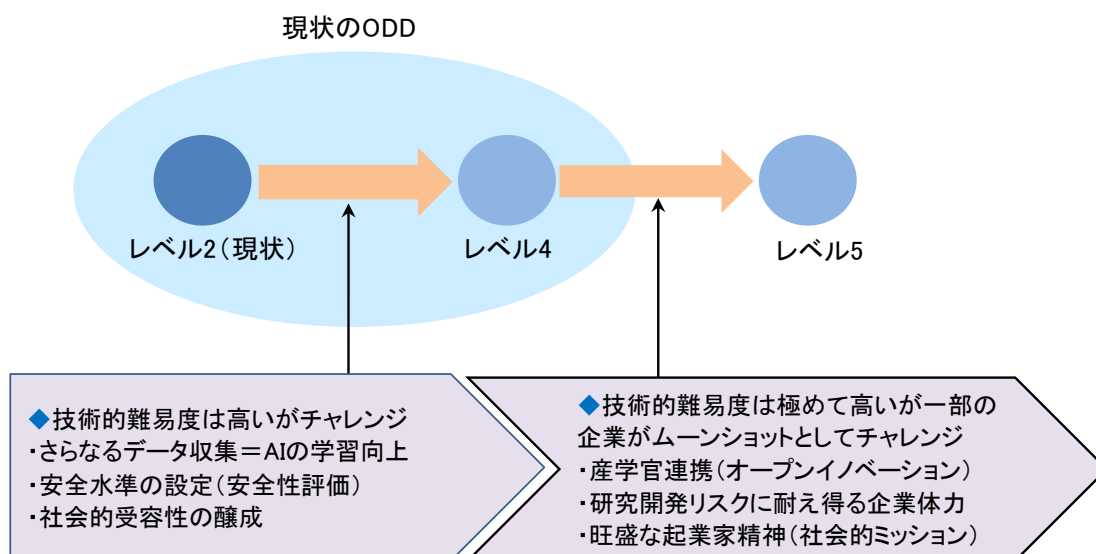 現状のODD
レベル2（現状）
レベル4
レベル5
◆技術的難易度は高いがチャレンジ
・さらなるデータ収集＝AIの学習向上
・安全水準の設定（安全性評価）
・社会的受容性の醸成
◆技術的難易度は極めて高いが一部の
企業がムーンショットとしてチャレンジ
・産学官連携（オープンイノベーション）
・研究開発リスクに耐え得る企業体力
・旺盛な起業家精神（社会的ミッション）